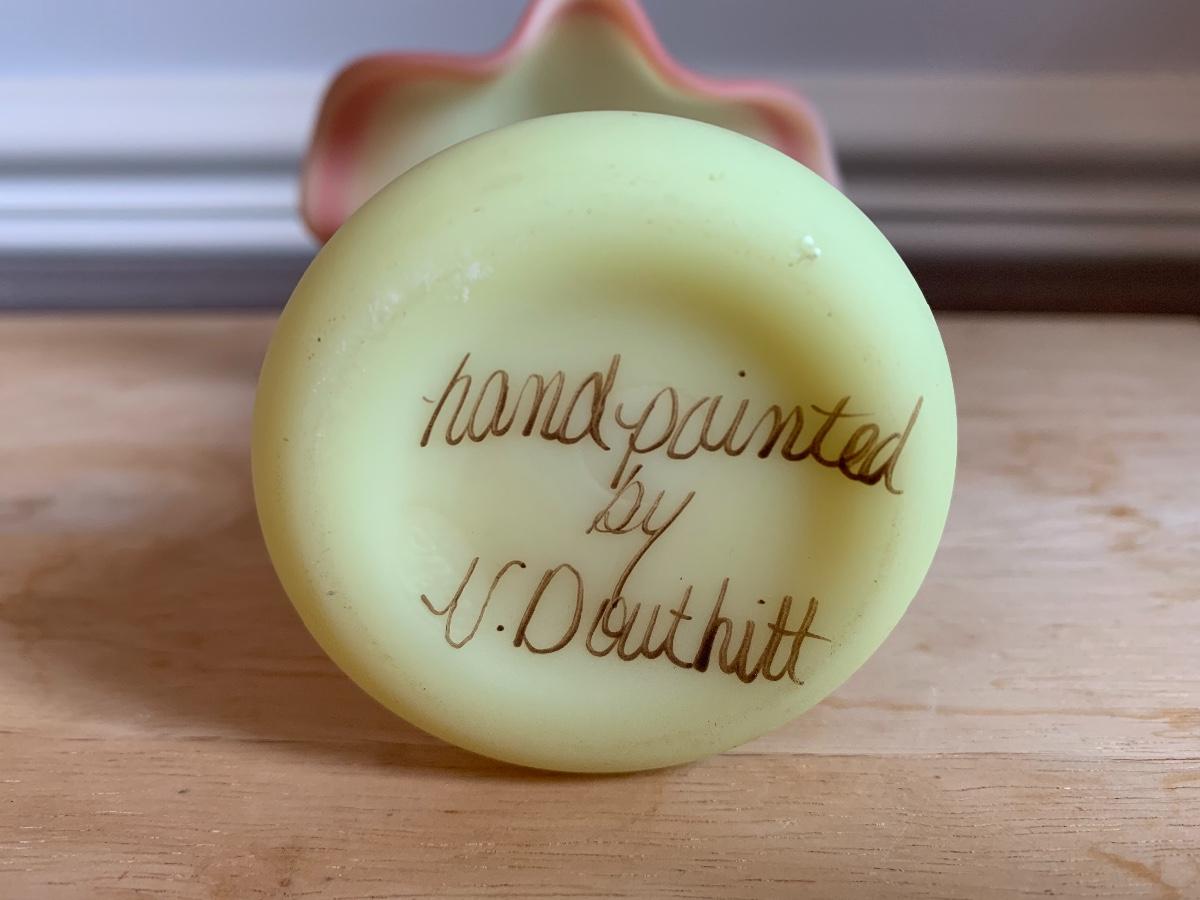 hand painted
by
V. Douthitt